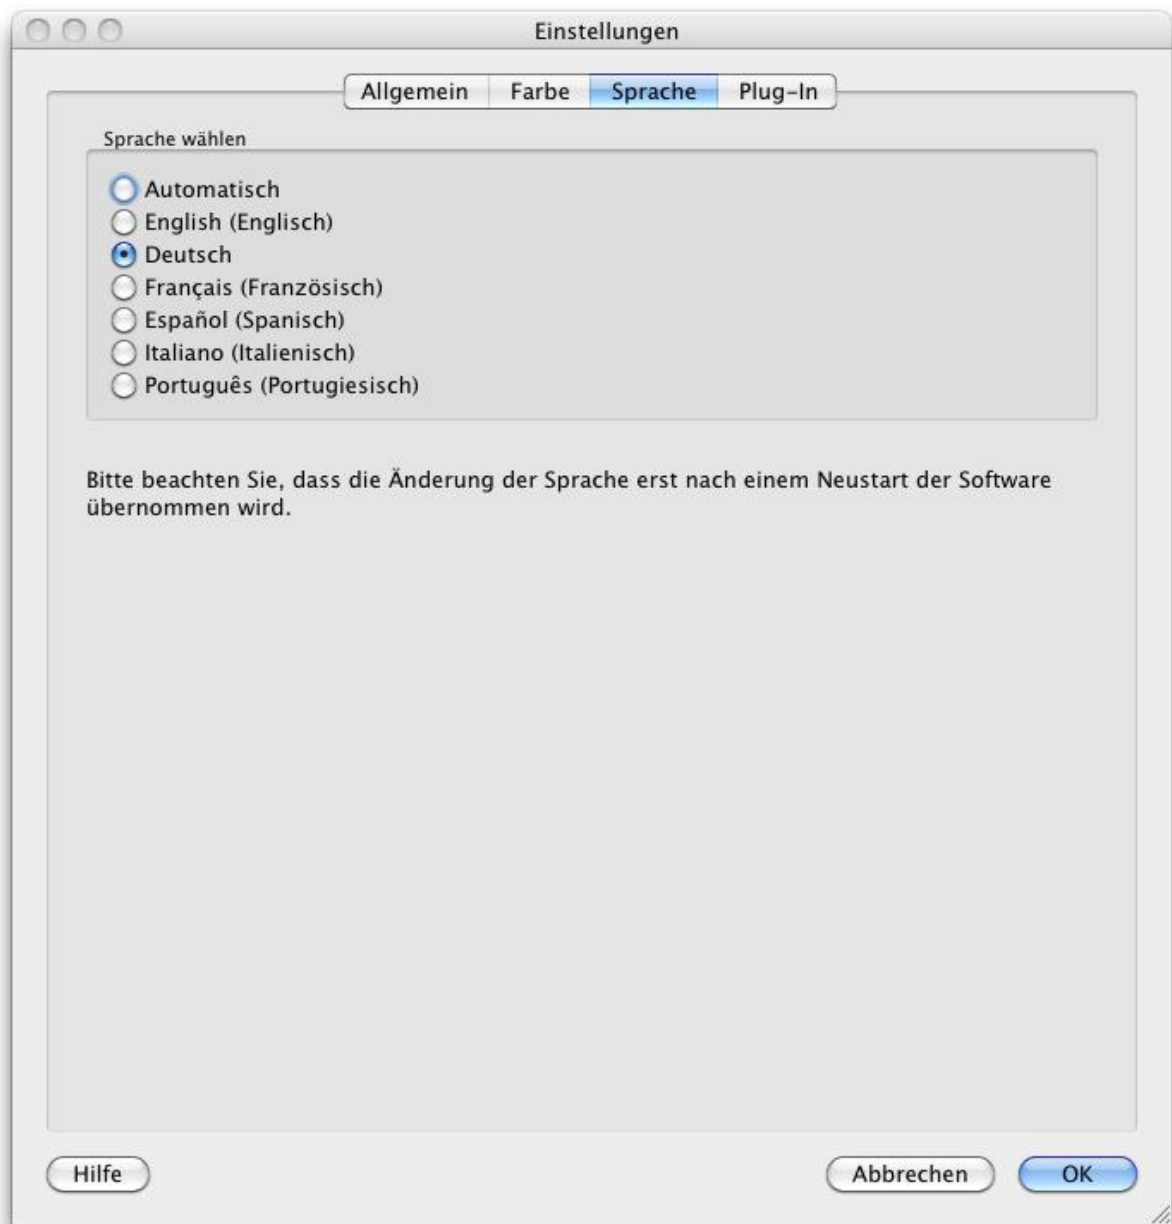 Einstellungen
Allgemein Farbe Sprache Plug-In
Sprache wählen
Automatisch
English (Englisch)
Deutsch
Français (Französisch)
Español (Spanisch)
Italiano (Italienisch)
Português (Portugiesisch)
Bitte beachten Sie, dass die Änderung der Sprache erst nach einem Neustart der Software
übernommen wird.
Hilfe Abbrechen OK